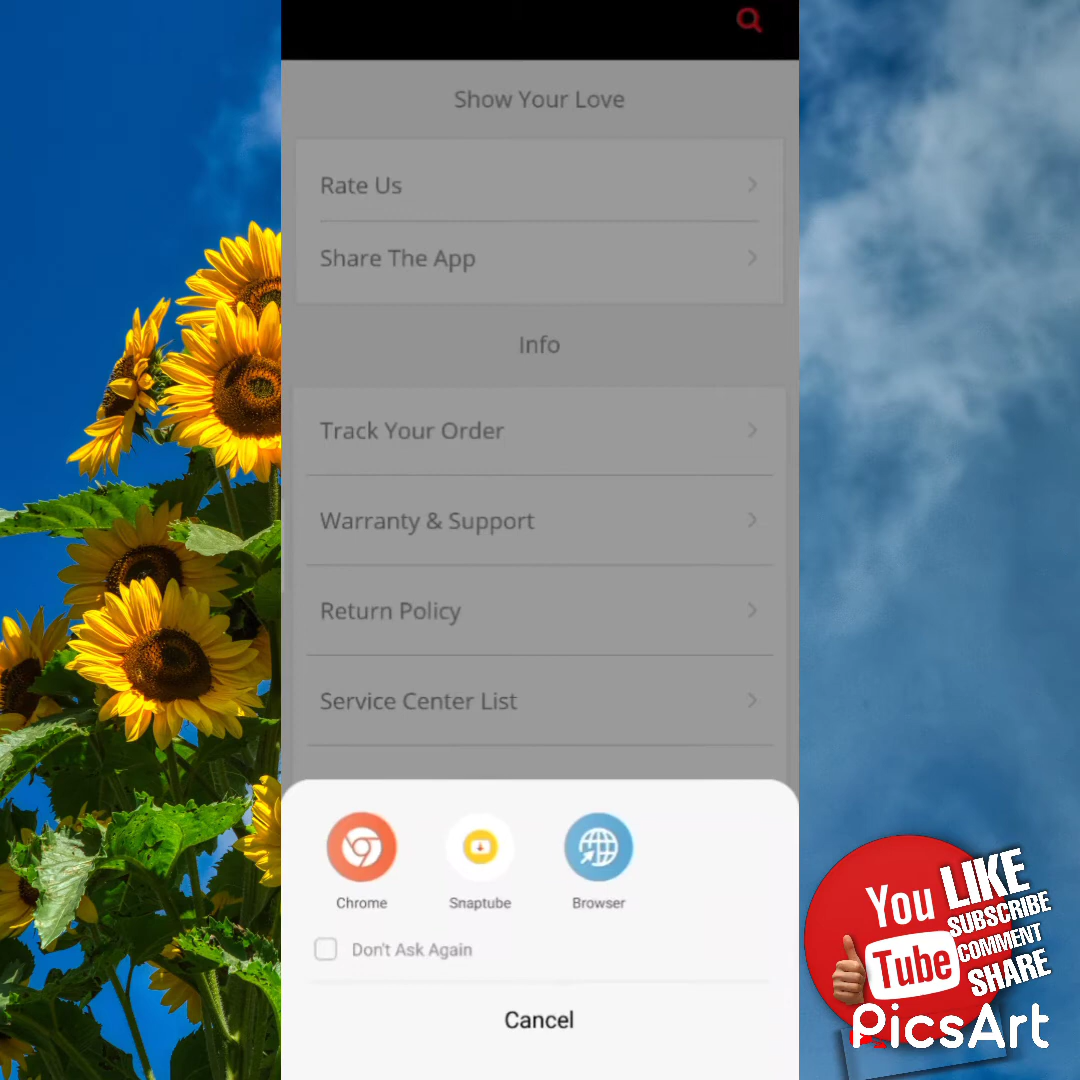 Show Your Love
Rate Us
Share The App
Info
Track Your Order
Warranty & Support
Return Policy
Service Center List
Chrome
Snaptube
Browser
Don't Ask Again
Cancel
You
Tube
LIKE
SUBSCRIBE
COMMENT
SHARE
PicsArt